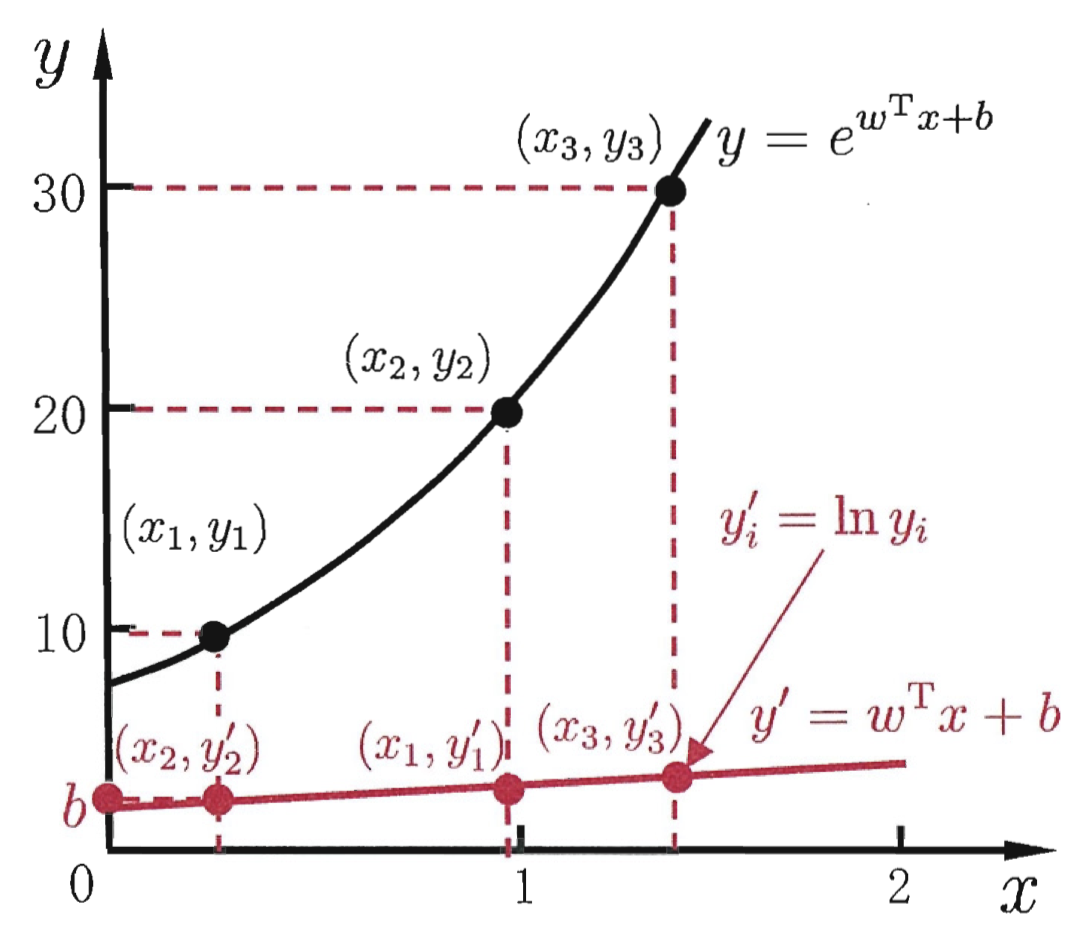 y
(x₃, y₃)
y = e^{wᵀx+b}
30
(x₂, y₂)
20
(x₁, y₁)
y′ᵢ = ln yᵢ
10
(x₂, y′₂)
(x₁, y′₁)
(x₃, y′₃)
y′ = wᵀx + b
b
0
1
2
x